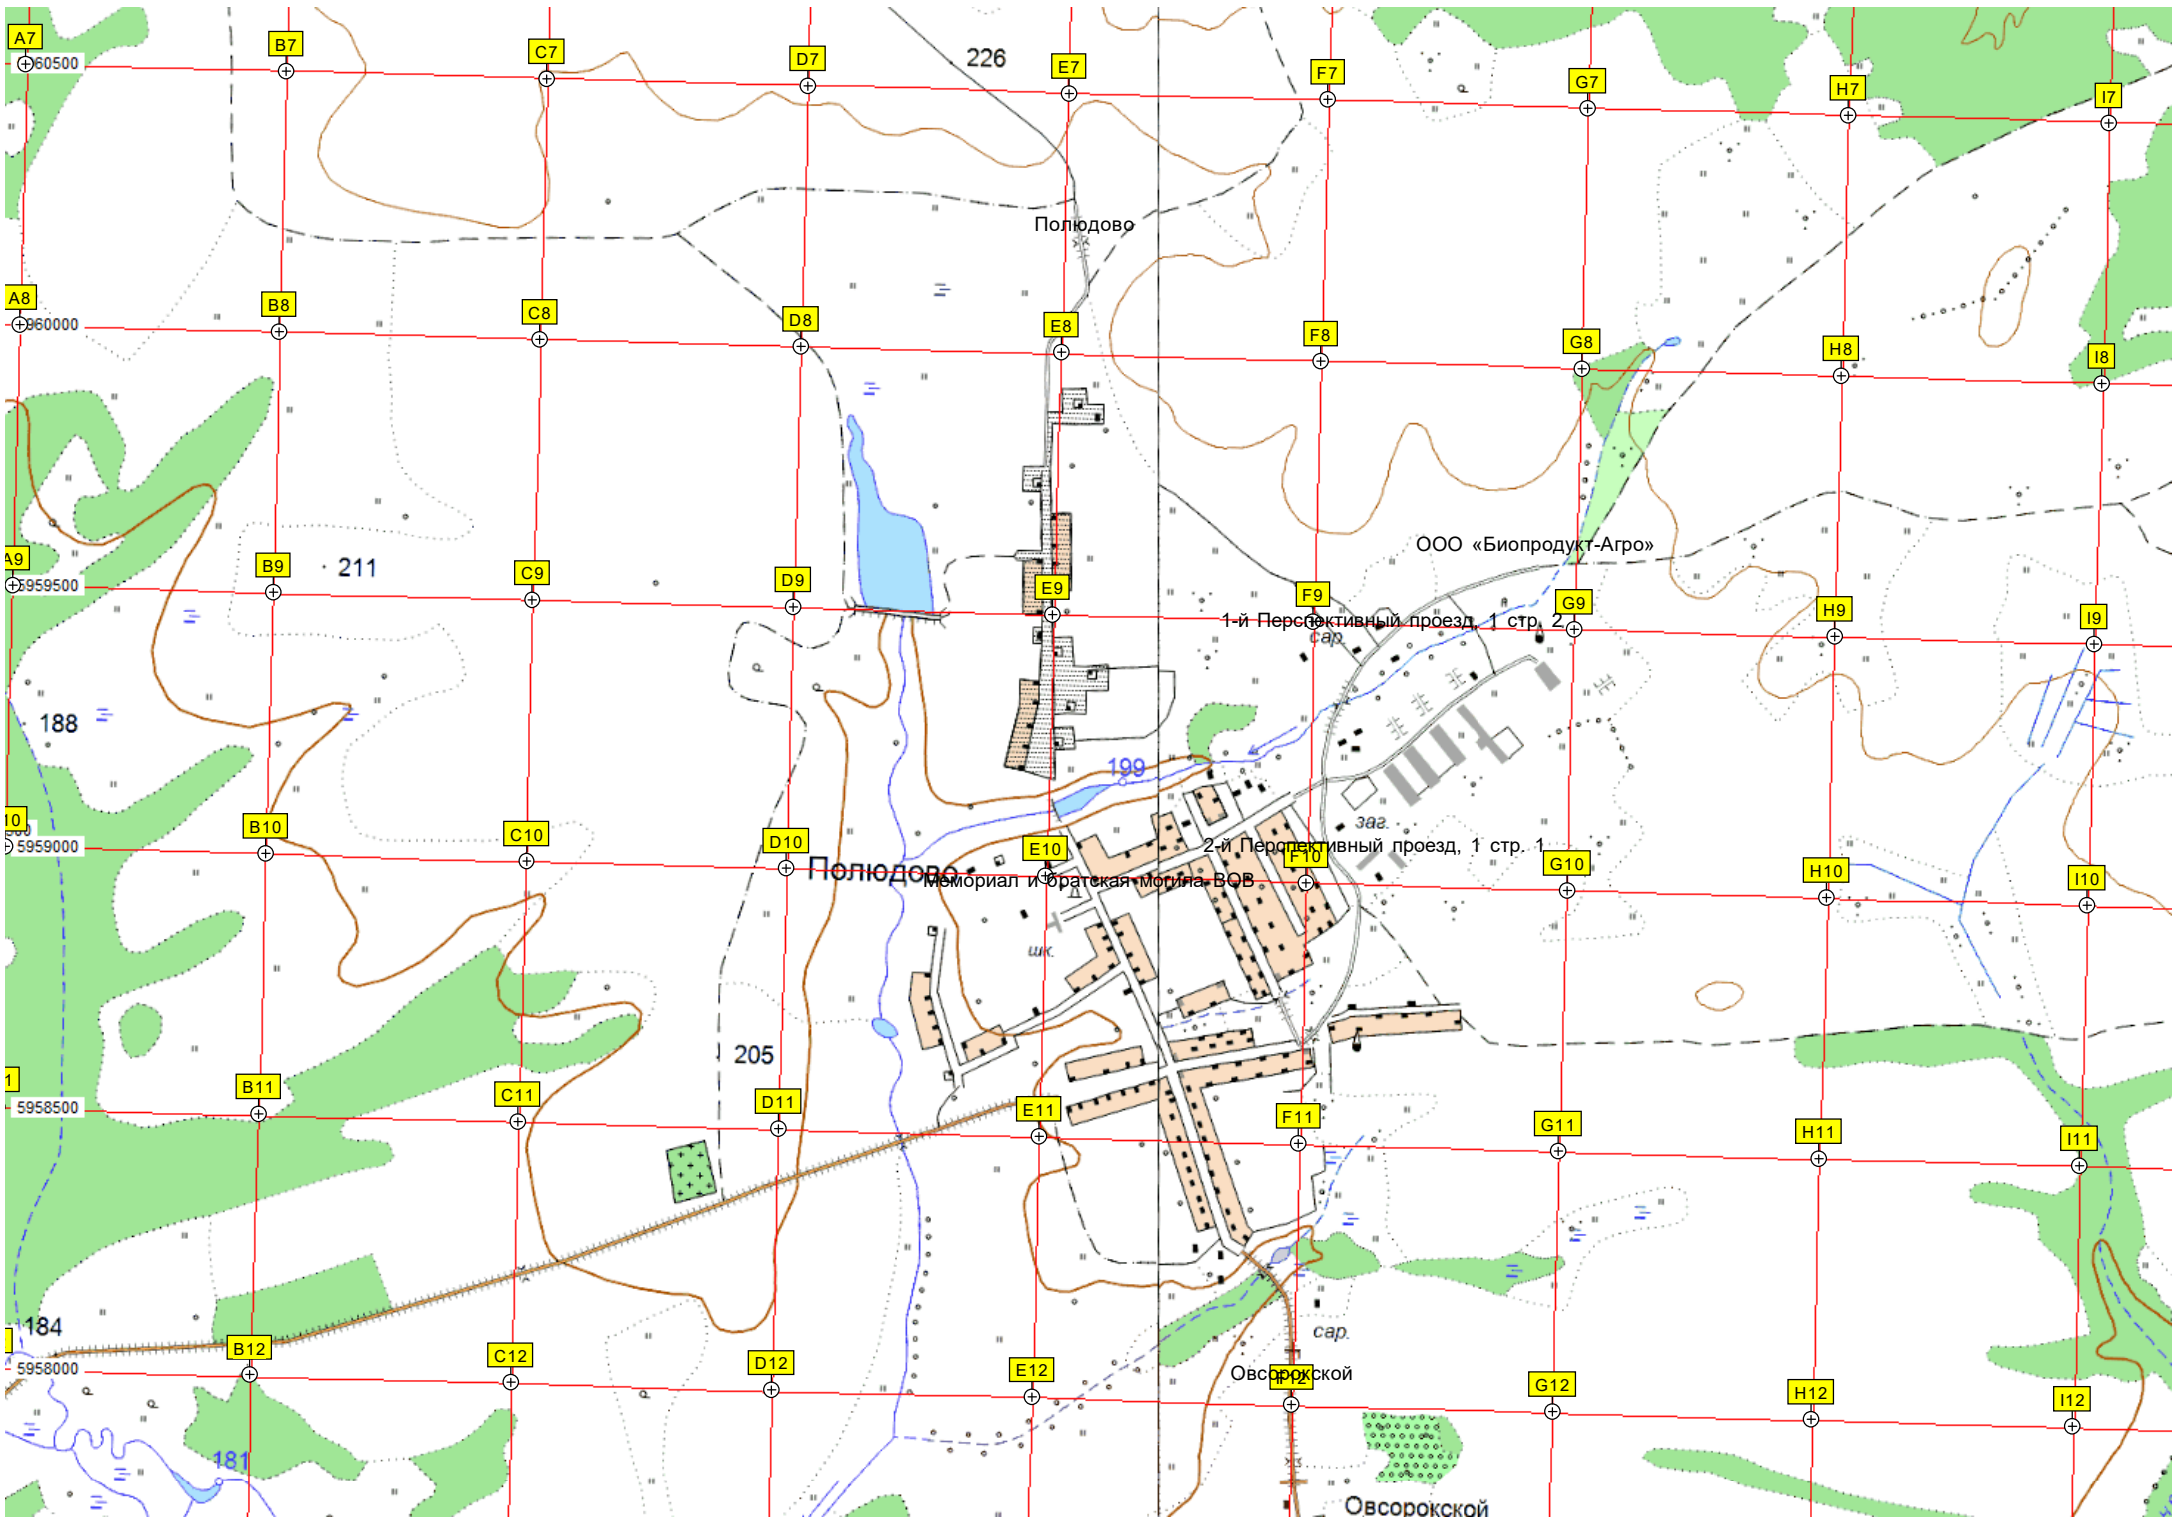 A7
B7
C7
D7
E7
F7
G7
H7
I7
60500
226
Полюдово
A8
B8
C8
D8
E8
F8
G8
H8
I8
960000
ООО «Биопродукт-Агро»
A9
B9
C9
D9
E9
F9
G9
H9
I9
211
5959500
1-й Перспективный проезд, 1 стр. 2
сар.
188
199
10
B10
C10
D10
E10
F10
G10
H10
I10
заг.
5959000
2-й Перспективный проезд, 1 стр. 1
Полюдово
Мемориал и братская могила ВОВ
шк.
205
1
B11
C11
D11
E11
F11
G11
H11
I11
5958500
184
сар.
B12
C12
D12
E12
F12
G12
H12
I12
5958000
Овсорокской
181
Овсорокской